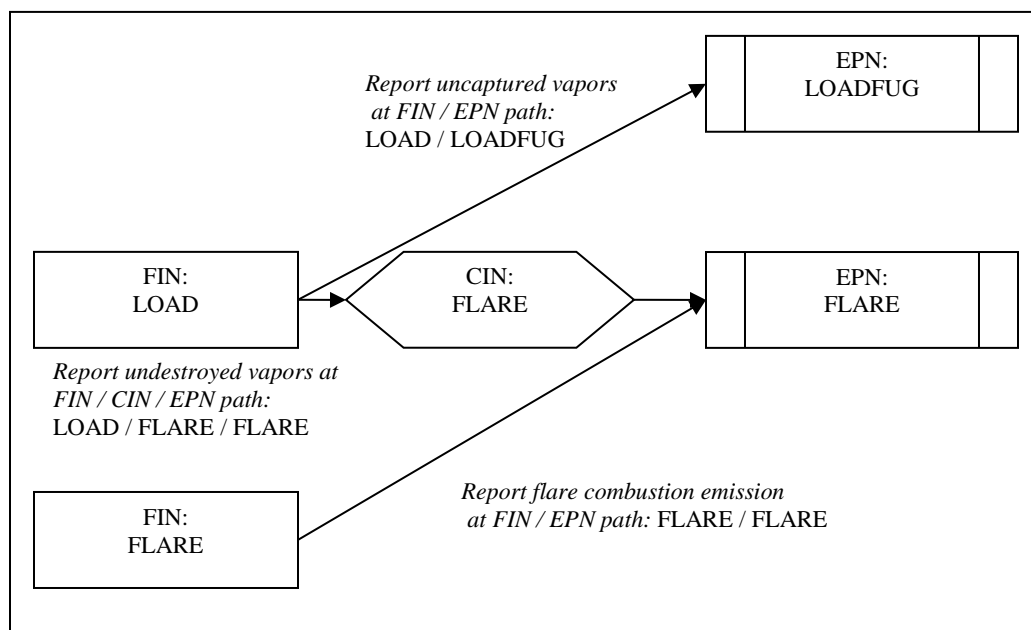 EPN:
LOADFUG
Report uncaptured vapors
at FIN / EPN path:
LOAD / LOADFUG
FIN:
LOAD
CIN:
FLARE
EPN:
FLARE
Report undestroyed vapors at
FIN / CIN / EPN path:
LOAD / FLARE / FLARE
FIN:
FLARE
Report flare combustion emission
at FIN / EPN path: FLARE / FLARE